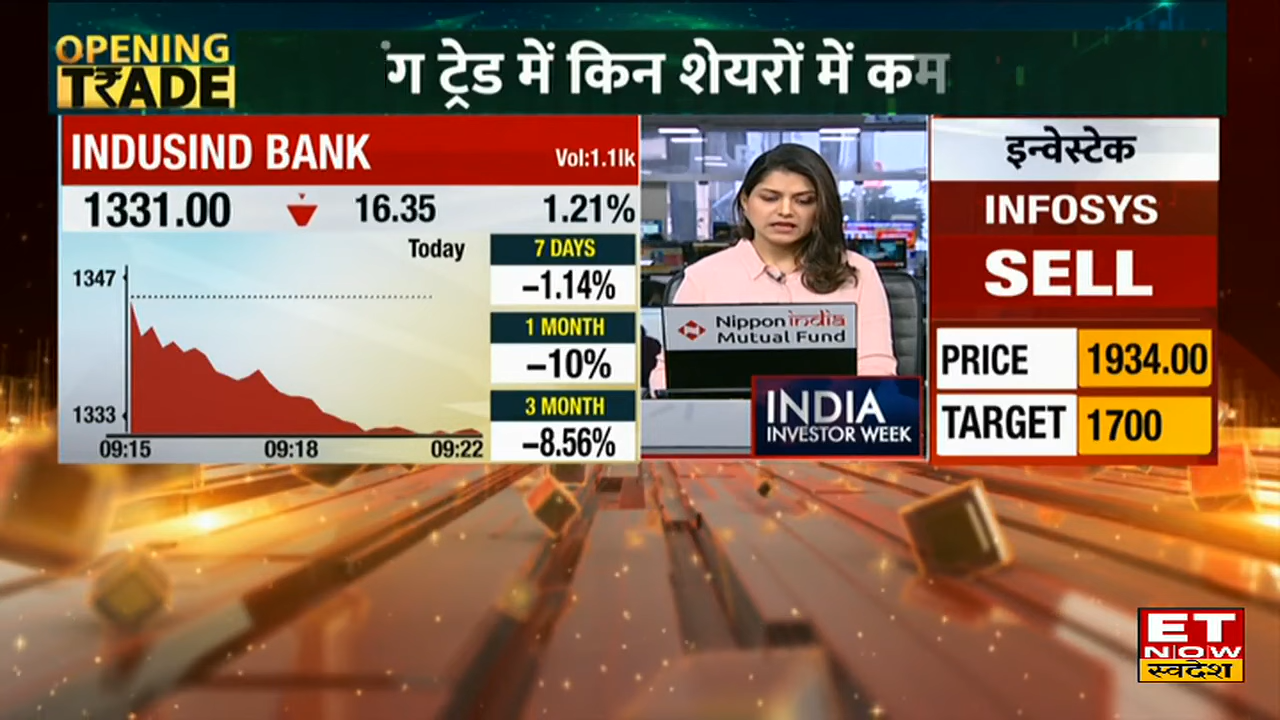 OPENING
TRADE
ंग ट्रेड में किन शेयरों में कम
INDUSIND BANK
Vol:1.1lk
1331.00 16.35 1.21%
Today
1347
1333
09:15 09:18 09:22
7 DAYS
–1.14%
1 MONTH
–10%
3 MONTH
–8.56%
Nippon india
Mutual Fund
INDIA
INVESTOR WEEK
इन्वेस्टेक
INFOSYS
SELL
PRICE 1934.00
TARGET 1700
ET
NOW
स्वदेश